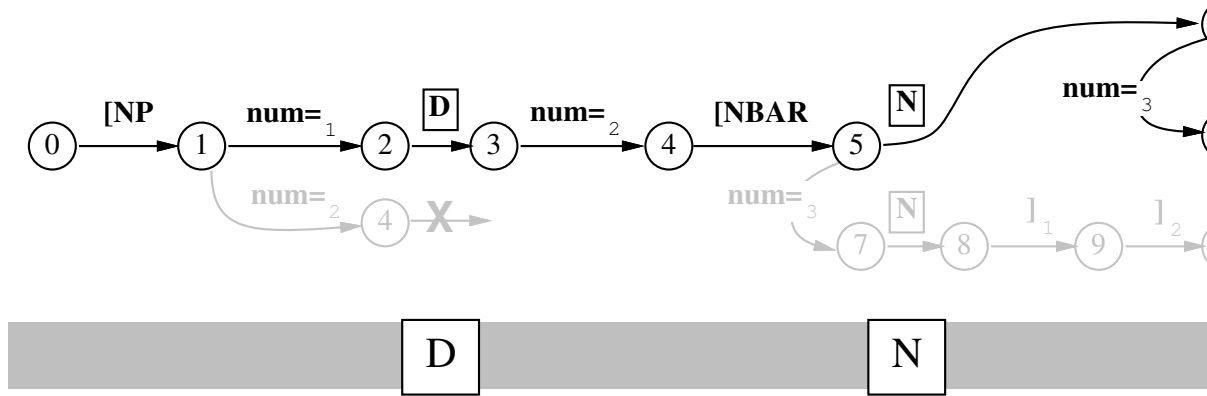 [NP num= 1 D num= 2 [NBAR N
num= 3
0 1 2 3 4 5
num= 2 4 X num= 3 N ] 1 ] 2
7 8 9
D N